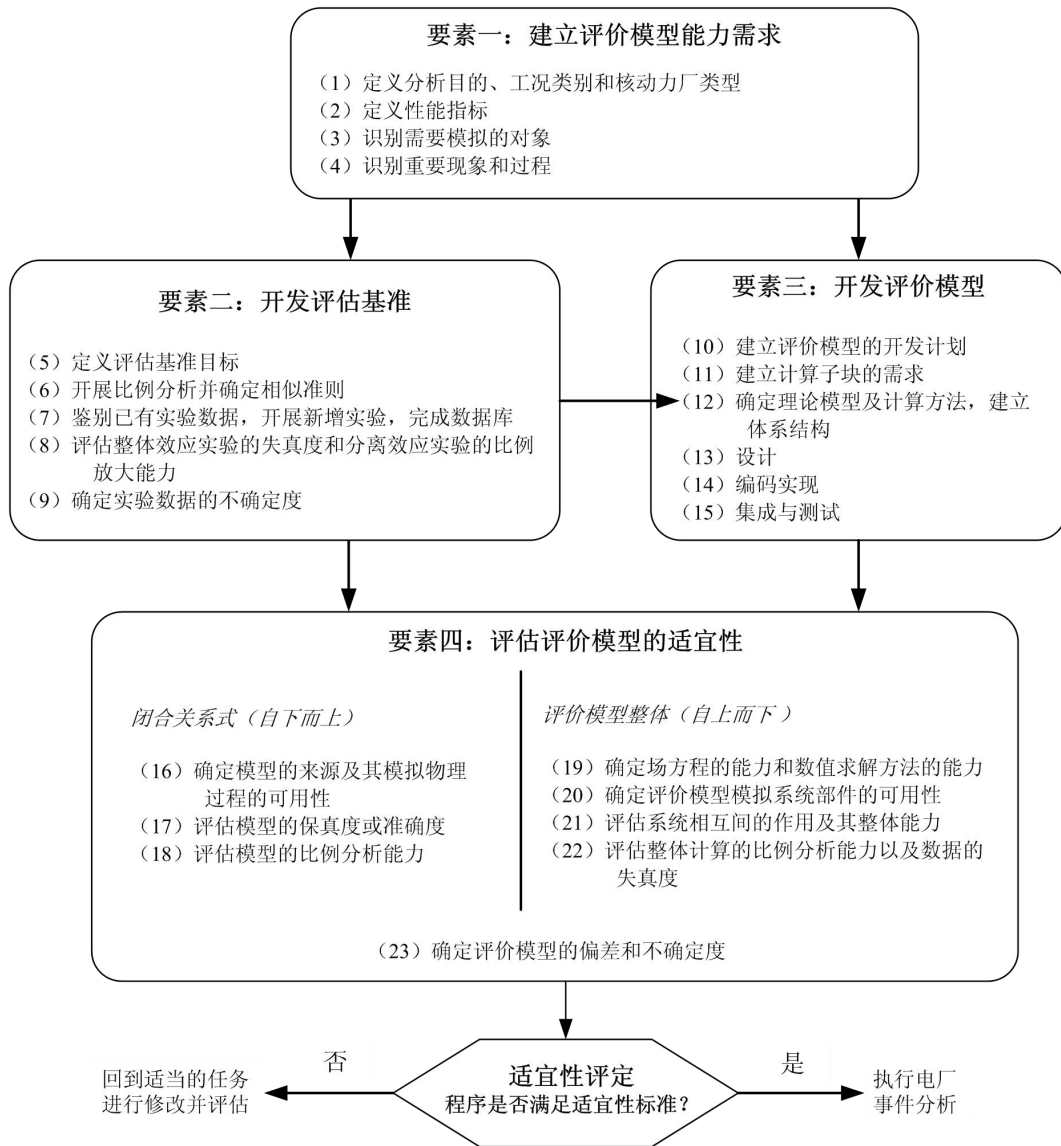 要素一：建立评价模型能力需求
（1）定义分析目的、工况类别和核动力厂类型
（2）定义性能指标
（3）识别需要模拟的对象
（4）识别重要现象和过程
要素二：开发评估基准
（5）定义评估基准目标
（6）开展比例分析并确定相似准则
（7）鉴别已有实验数据，开展新增实验，完成数据库
（8）评估整体效应实验的失真度和分离效应实验的比例
放大能力
（9）确定实验数据的不确定度
要素三：开发评价模型
（10）建立评价模型的开发计划
（11）建立计算子块的需求
（12）确定理论模型及计算方法，建立
体系结构
（13）设计
（14）编码实现
（15）集成与测试
要素四：评估评价模型的适宜性
闭合关系式（自下而上）
（16）确定模型的来源及其模拟物理
过程的可用性
（17）评估模型的保真度或准确度
（18）评估模型的比例分析能力
评价模型整体（自上而下）
（19）确定场方程的能力和数值求解方法的能力
（20）确定评价模型模拟系统部件的可用性
（21）评估系统相互间的作用及其整体能力
（22）评估整体计算的比例分析能力以及数据的
失真度
（23）确定评价模型的偏差和不确定度
适宜性评定
程序是否满足适宜性标准？
否
回到适当的任务
进行修改并评估
是
执行电厂
事件分析